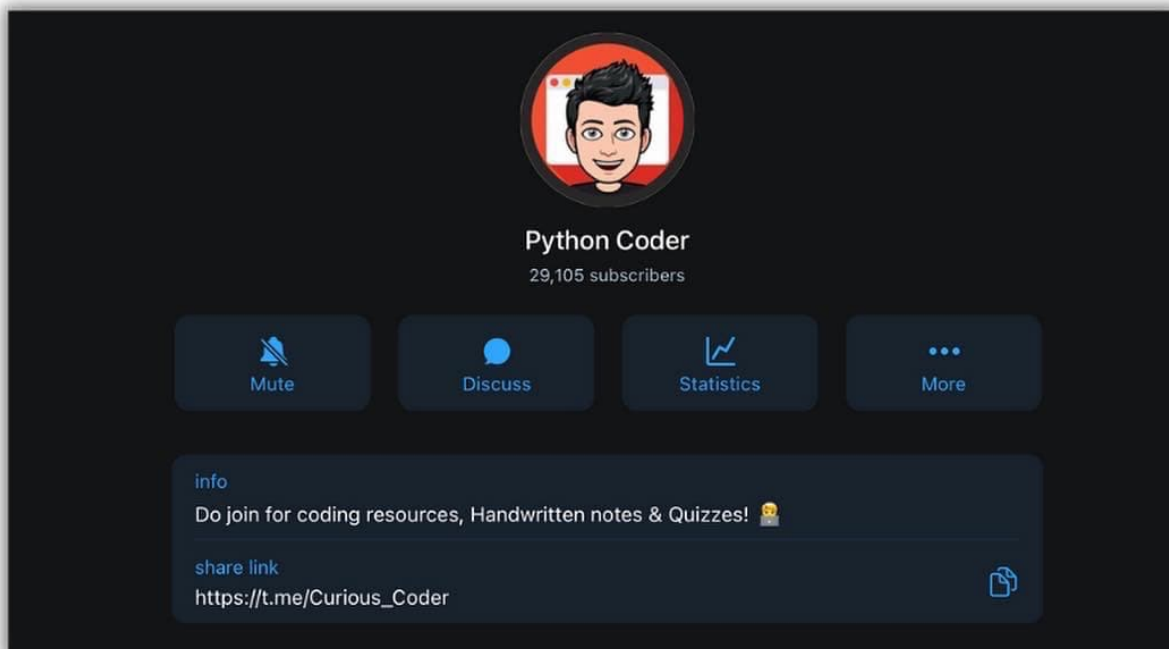 Python Coder
29,105 subscribers
Mute
Discuss
Statistics
More
info
Do join for coding resources, Handwritten notes & Quizzes! 🧑‍💻
share link
https://t.me/Curious_Coder